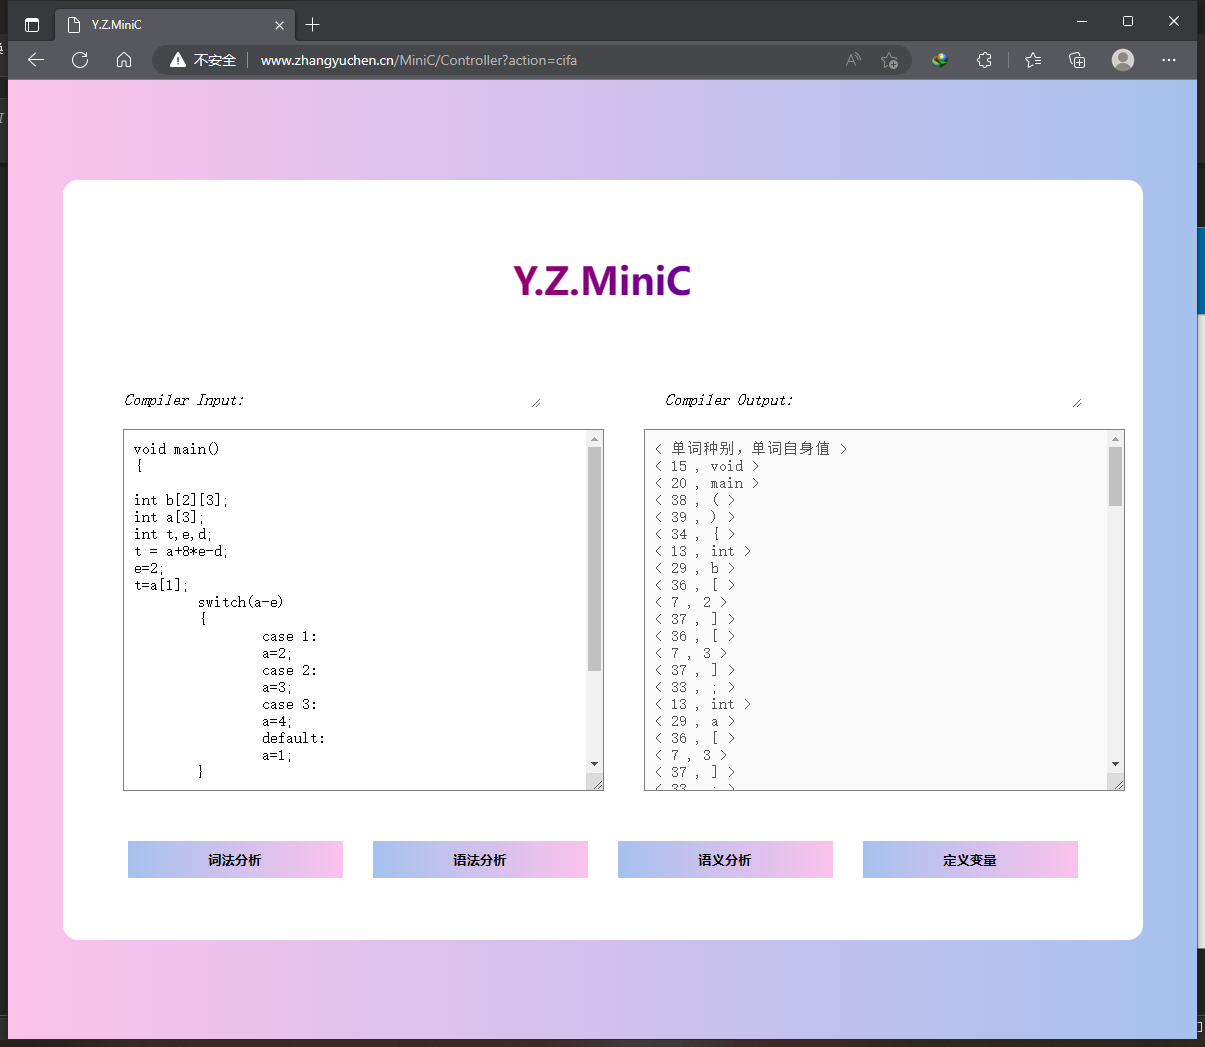 Y.Z.MiniC
不安全
www.zhangyuchen.cn/MiniC/Controller?action=cifa
Y.Z.MiniC
Compiler Input:
void main()
{
int b[2][3];
int a[3];
int t,e,d;
t = a+8*e-d;
e=2;
t=a[1];
switch(a-e)
{
case 1:
a=2;
case 2:
a=3;
case 3:
a=4;
default:
a=1;
}
Compiler Output:
< 单词种别，单词自身值 >
< 15 , void >
< 20 , main >
< 38 , ( >
< 39 , ) >
< 34 , { >
< 13 , int >
< 29 , b >
< 36 , [ >
< 7 , 2 >
< 37 , ] >
< 36 , [ >
< 7 , 3 >
< 37 , ] >
< 33 , ; >
< 13 , int >
< 29 , a >
< 36 , [ >
< 7 , 3 >
< 37 , ] >
< 33 , ; >
词法分析
语法分析
语义分析
定义变量